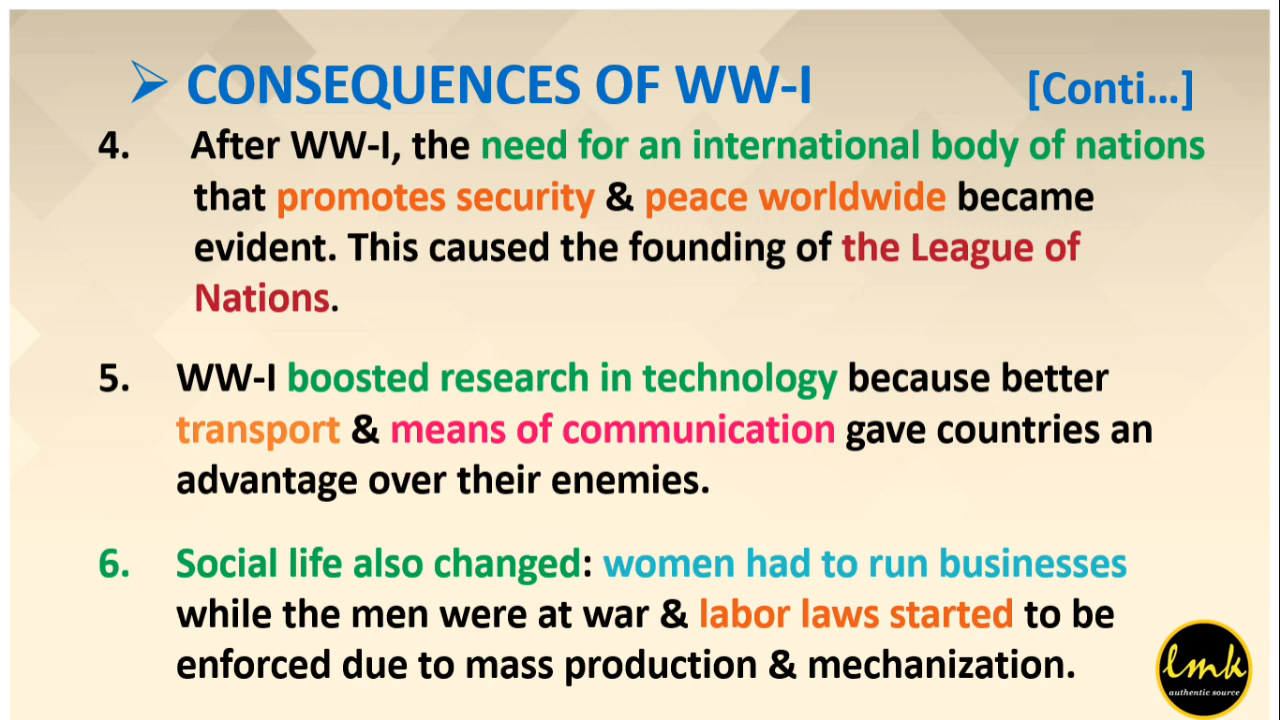 ➢ CONSEQUENCES OF WW-I [Conti...]
4. After WW-I, the need for an international body of nations
that promotes security & peace worldwide became
evident. This caused the founding of the League of
Nations.
5. WW-I boosted research in technology because better
transport & means of communication gave countries an
advantage over their enemies.
6. Social life also changed: women had to run businesses
while the men were at war & labor laws started to be
enforced due to mass production & mechanization.
lmk
authentic source